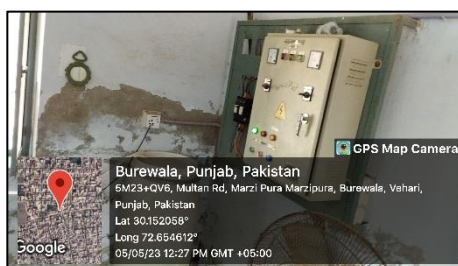 GPS Map Camera
Burewala, Punjab, Pakistan
5M23+QV6, Multan Rd, Marzi Pura Marzipura, Burewala, Vehari,
Punjab, Pakistan
Lat 30.152058°
Long 72.654612°
05/05/23 12:27 PM GMT +05:00
Google